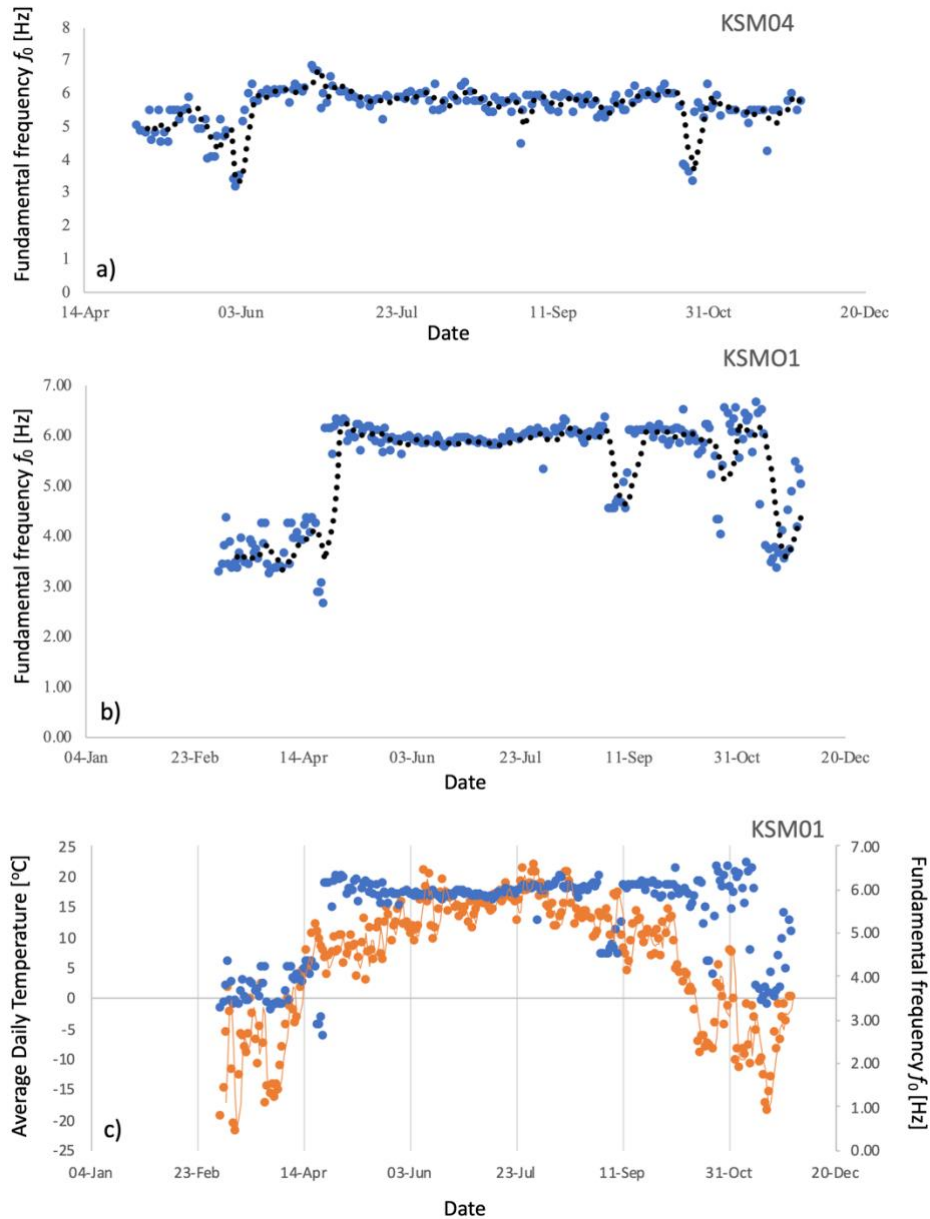 KSM04
Fundamental frequency f0 [Hz]
8
7
6
5
4
3
2
1
0
a)
14-Apr 03-Jun 23-Jul 11-Sep 31-Oct 20-Dec
Date
KSMO1
Fundamental frequency f0 [Hz]
7.00
6.00
5.00
4.00
3.00
2.00
1.00
0.00
b)
04-Jan 23-Feb 14-Apr 03-Jun 23-Jul 11-Sep 31-Oct 20-Dec
Date
KSM01
Average Daily Temperature [°C]
25
20
15
10
5
0
-5
-10
-15
-20
-25
c)
7.00
6.00
5.00
4.00
3.00
2.00
1.00
0.00
Fundamental frequency f0 [Hz]
04-Jan 23-Feb 14-Apr 03-Jun 23-Jul 11-Sep 31-Oct 20-Dec
Date